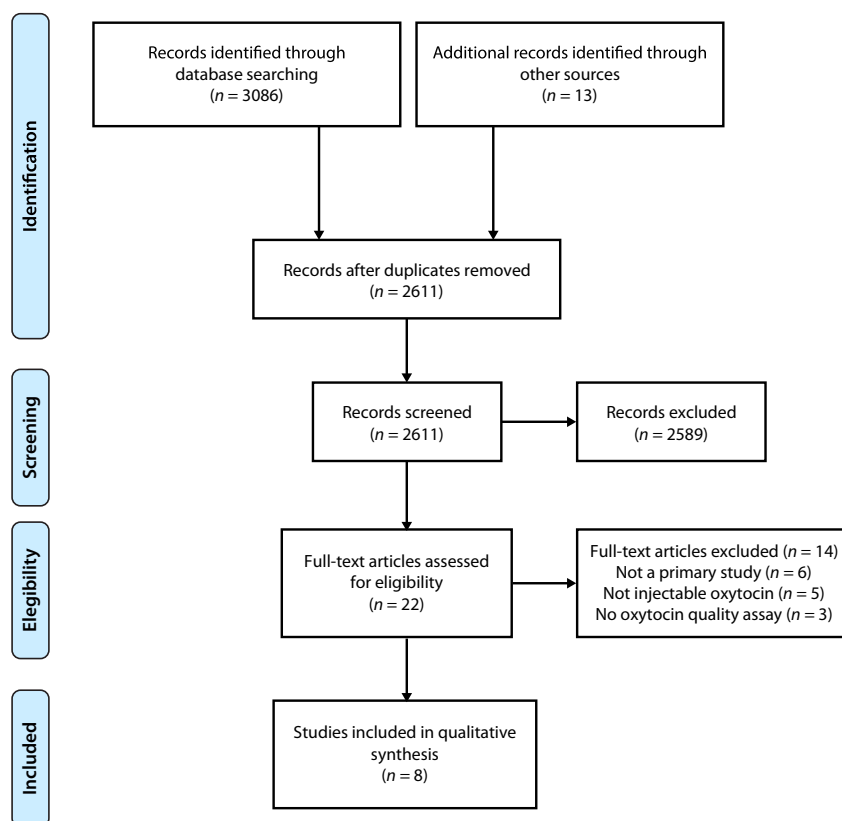 Identification
Records identified through
database searching
(n = 3086)
Additional records identified through
other sources
(n = 13)
Records after duplicates removed
(n = 2611)
Screening
Records screened
(n = 2611)
Records excluded
(n = 2589)
Elegibility
Full-text articles assessed
for eligibility
(n = 22)
Full-text articles excluded (n = 14)
Not a primary study (n = 6)
Not injectable oxytocin (n = 5)
No oxytocin quality assay (n = 3)
Included
Studies included in qualitative
synthesis
(n = 8)